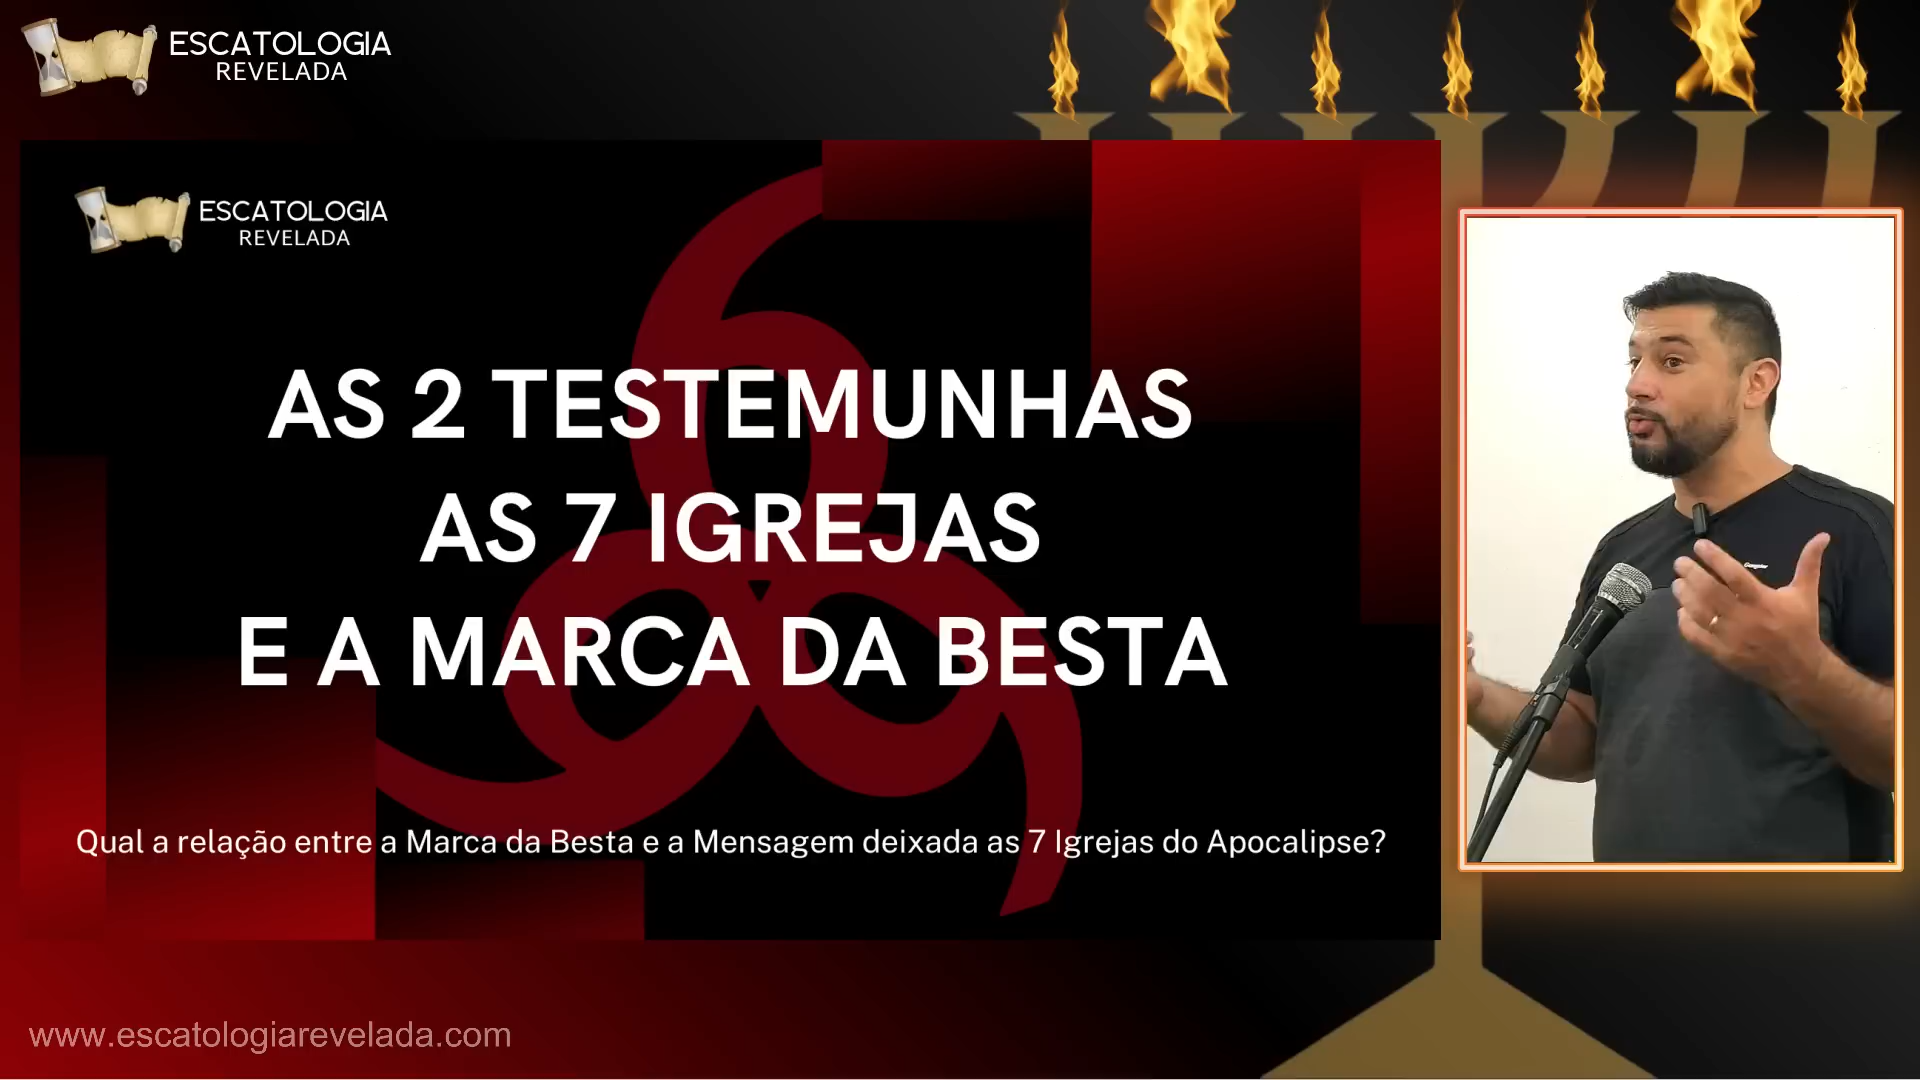 ESCATOLOGIA
REVELADA
ESCATOLOGIA
REVELADA
AS 2 TESTEMUNHAS
AS 7 IGREJAS
E A MARCA DA BESTA
Qual a relação entre a Marca da Besta e a Mensagem deixada as 7 Igrejas do Apocalipse?
www.escatologiarevelada.com